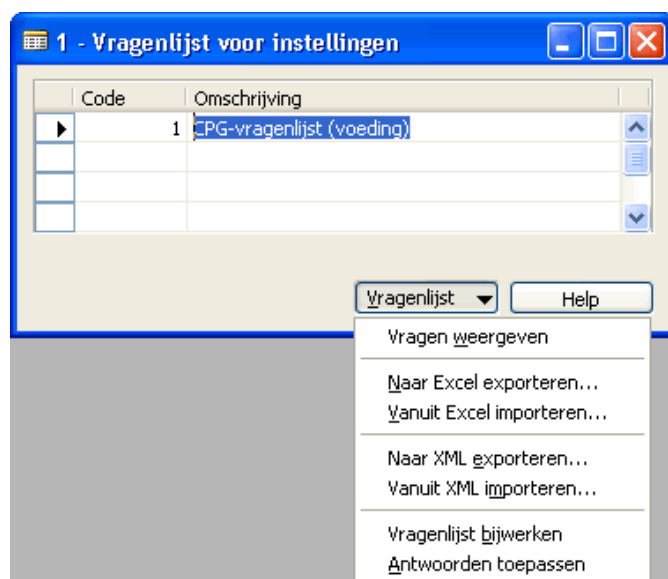 1 - Vragenlijst voor instellingen
Code Omschrijving
1 CPG-vragenlijst (voeding)
Vragenlijst Help
Vragen weergeven
Naar Excel exporteren...
Vanuit Excel importeren...
Naar XML exporteren...
Vanuit XML importeren...
Vragenlijst bijwerken
Antwoorden toepassen